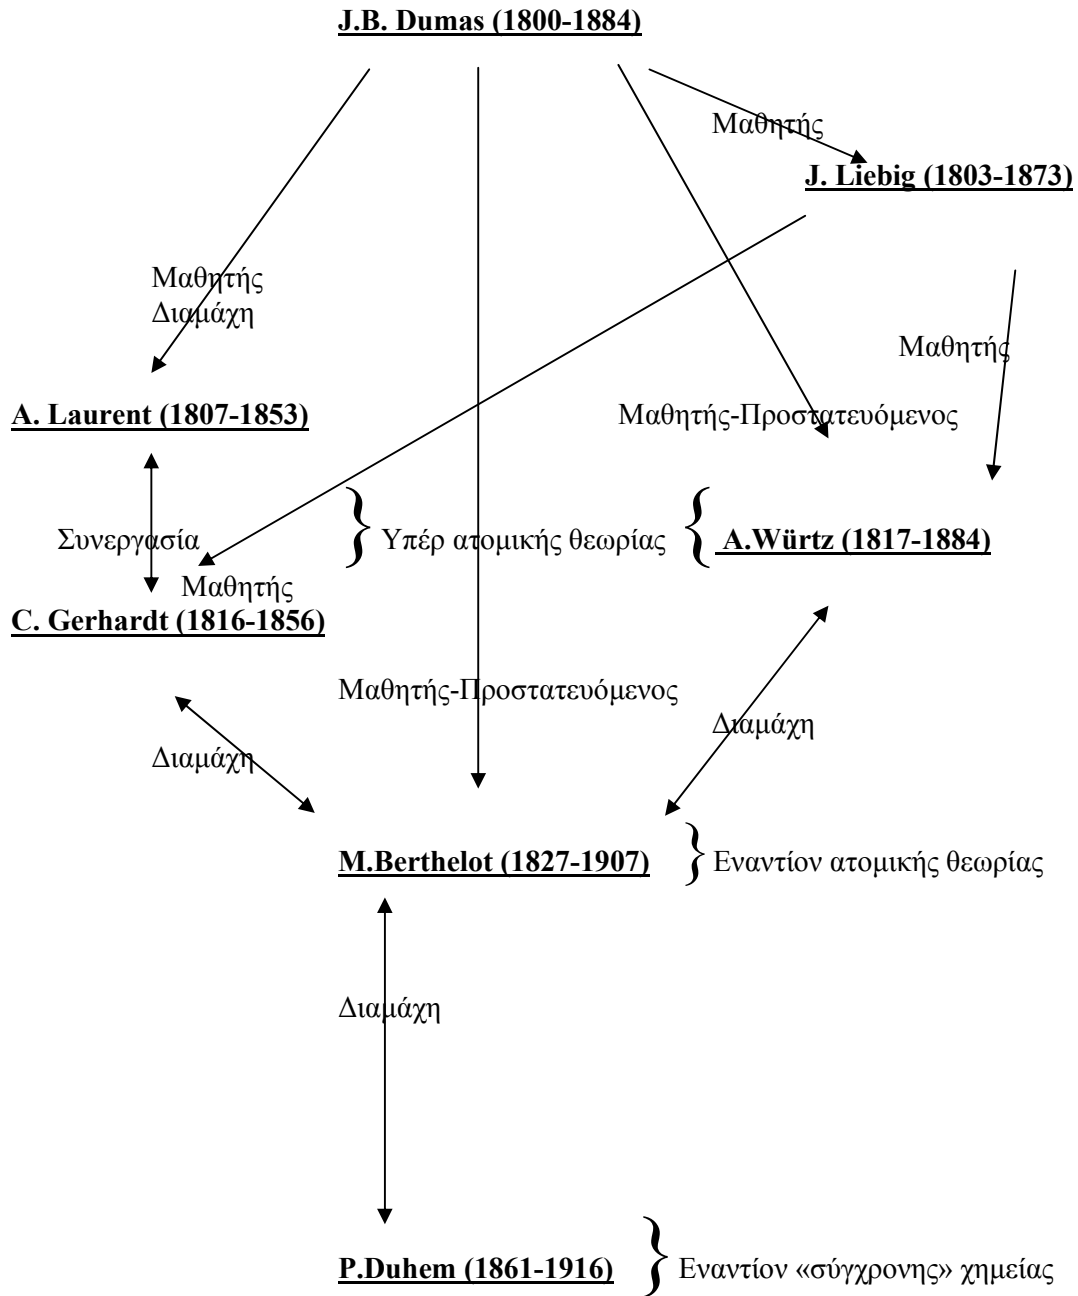 J.B. Dumas (1800-1884)
Μαθητής
J. Liebig (1803-1873)
Μαθητής
Διαμάχη
Μαθητής
A. Laurent (1807-1853)
Μαθητής-Προστατευόμενος
Συνεργασία
} Υπέρ ατομικής θεωρίας {
A.Würtz (1817-1884)
Μαθητής
C. Gerhardt (1816-1856)
Μαθητής-Προστατευόμενος
Διαμάχη
Διαμάχη
M.Berthelot (1827-1907) } Εναντίον ατομικής θεωρίας
Διαμάχη
P.Duhem (1861-1916) } Εναντίον «σύγχρονης» χημείας